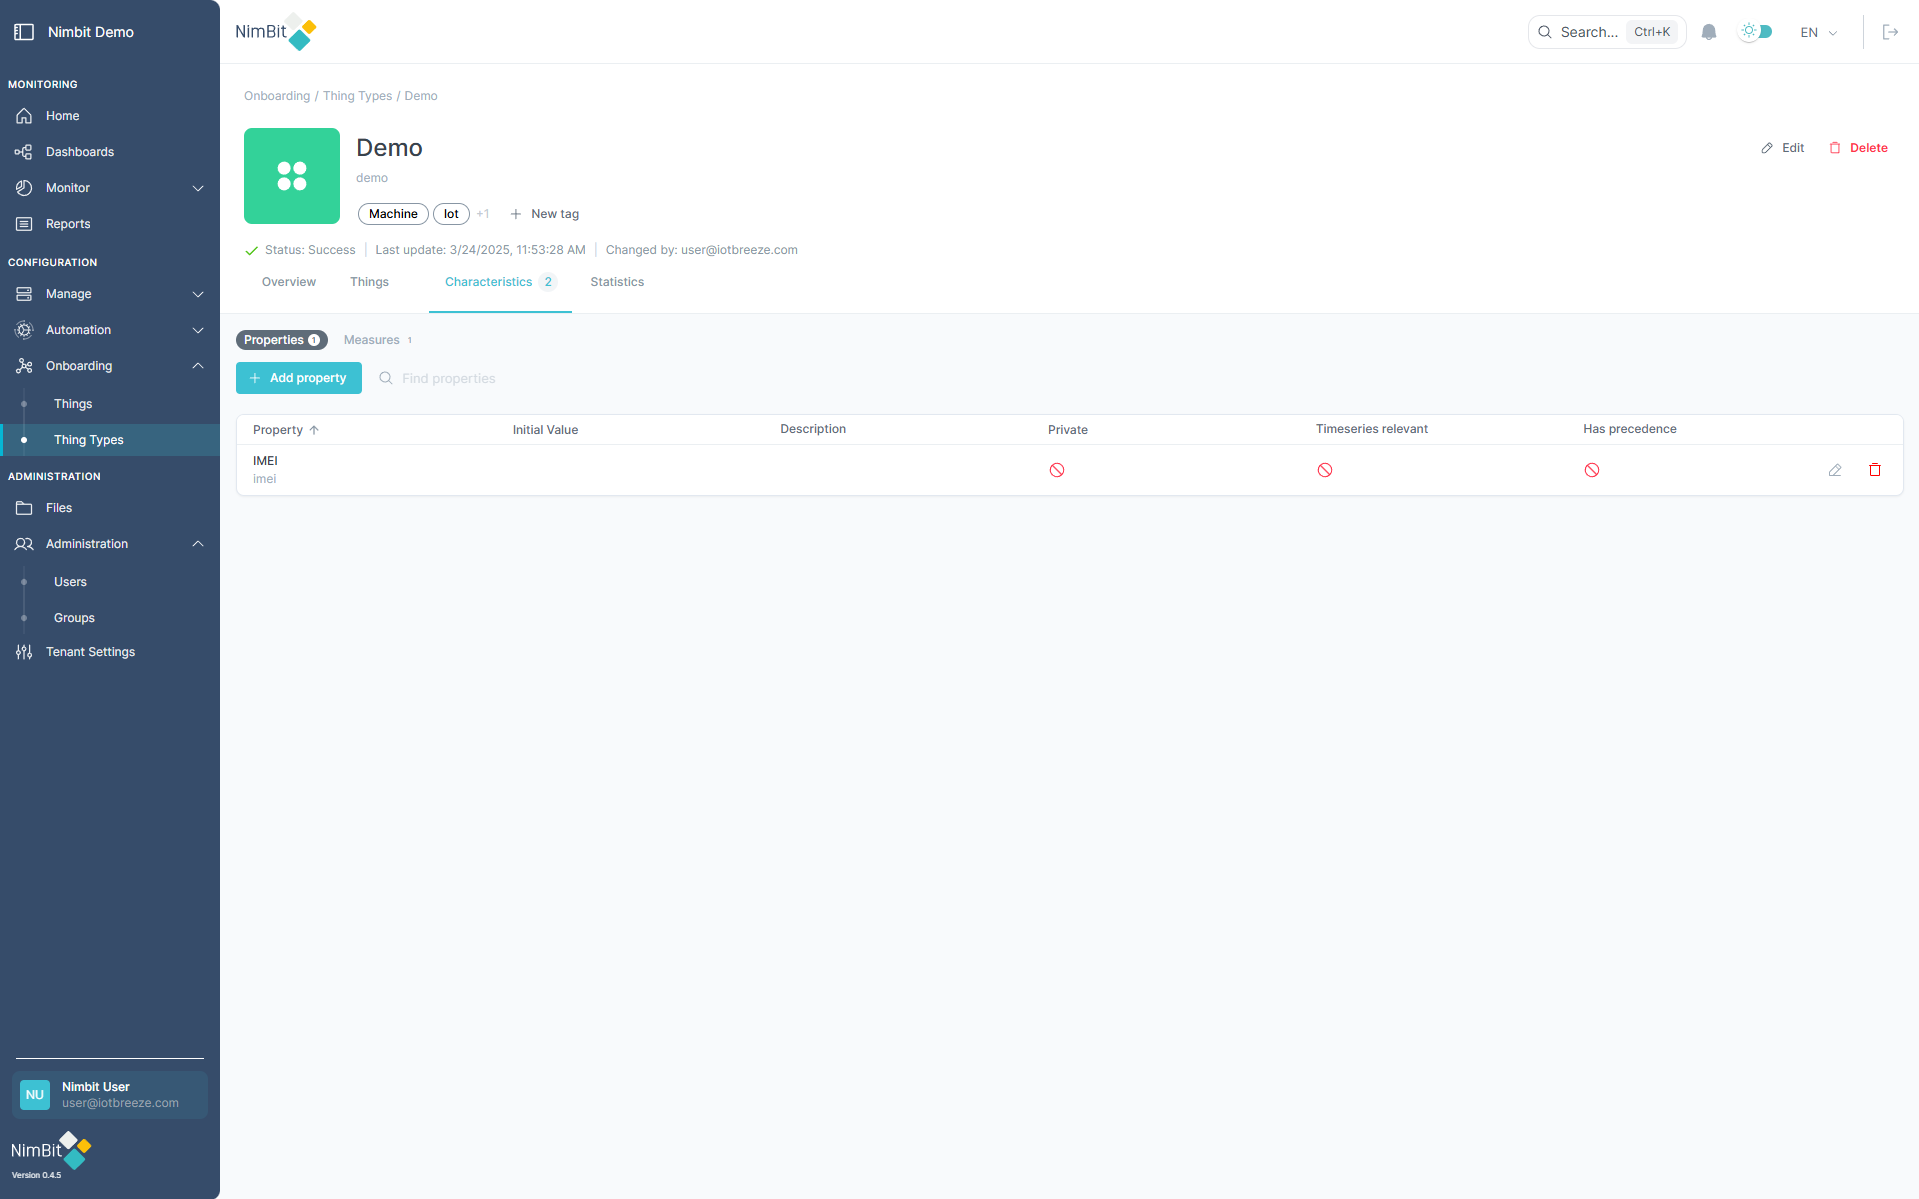 Nimbit Demo
MONITORING
Home
Dashboards
Monitor
Reports
CONFIGURATION
Manage
Automation
Onboarding
Things
Thing Types
ADMINISTRATION
Files
Administration
Users
Groups
Tenant Settings
NU
Nimbit User
user@iotbreeze.com
NimBit
Version 0.4.5
NimBit
Search... Ctrl+K
EN
Onboarding / Thing Types / Demo
Demo
demo
Edit Delete
Machine Iot +1 New tag
Status: Success Last update: 3/24/2025, 11:53:28 AM Changed by: user@iotbreeze.com
Overview Things Characteristics 2 Statistics
Properties 1 Measures 1
Add property Find properties
Property Initial Value Description Private Timeseries relevant Has precedence
IMEI
imei